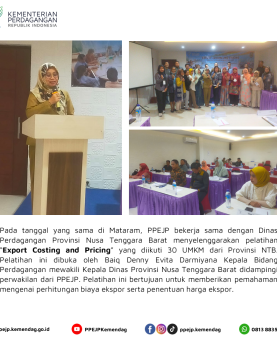 KEMENTERIAN
PERDAGANGAN
REPUBLIK INDONESIA
Pada tanggal yang sama di Mataram, PPEJP bekerja sama dengan Dinas
Perdagangan Provinsi Nusa Tenggara Barat menyelenggarakan pelatihan
"Export Costing and Pricing" yang diikuti 30 UMKM dari Provinsi NTB.
Pelatihan ini dibuka oleh Baiq Denny Evita Darmiyana Kepala Bidang
Perdagangan mewakili Kepala Dinas Provinsi Nusa Tenggara Barat didampingi
perwakilan dari PPEJP. Pelatihan ini bertujuan untuk memberikan pemahaman
mengenai perhitungan biaya ekspor serta penentuan harga ekspor.
ppejp.kemendag.go.id
PPEJPKemendag
ppejp.kemendag
0813 8835